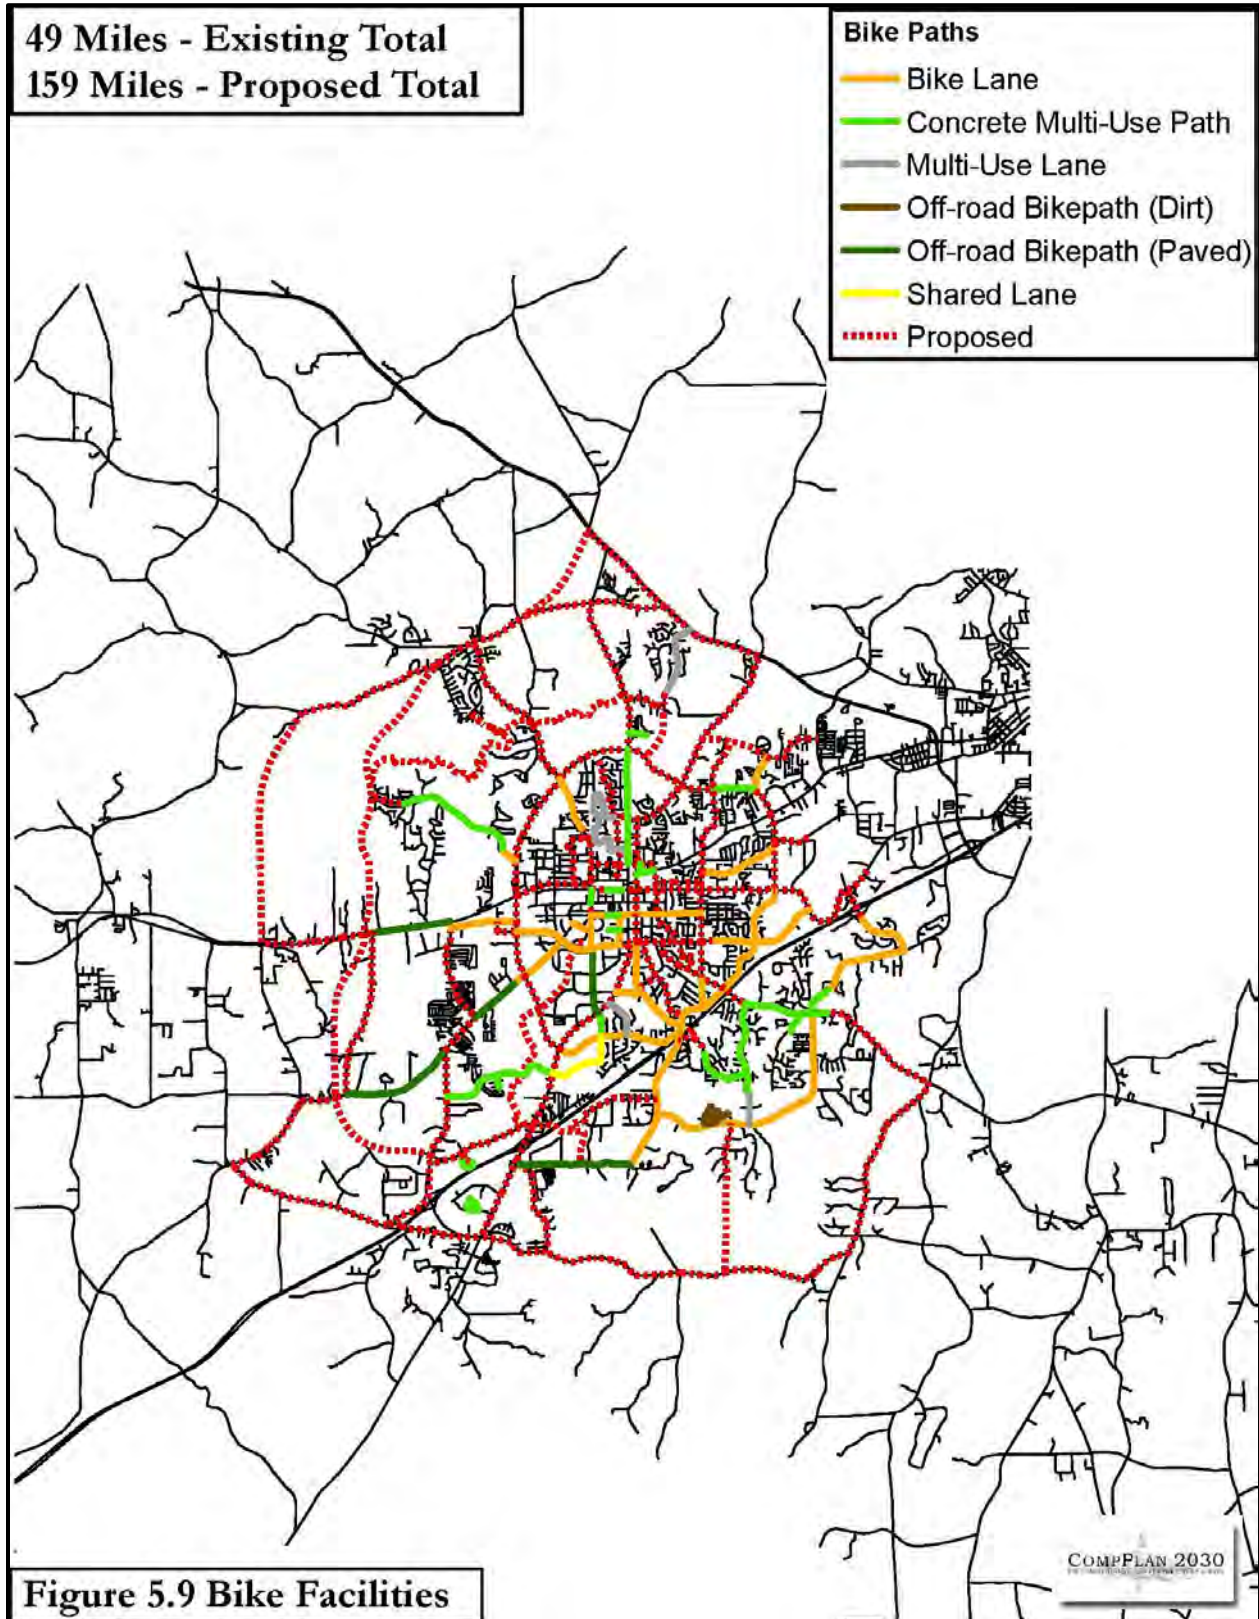 49 Miles - Existing Total
159 Miles - Proposed Total
Bike Paths
Bike Lane
Concrete Multi-Use Path
Multi-Use Lane
Off-road Bikepath (Dirt)
Off-road Bikepath (Paved)
Shared Lane
Proposed
COMPPLAN 2030
Figure 5.9 Bike Facilities